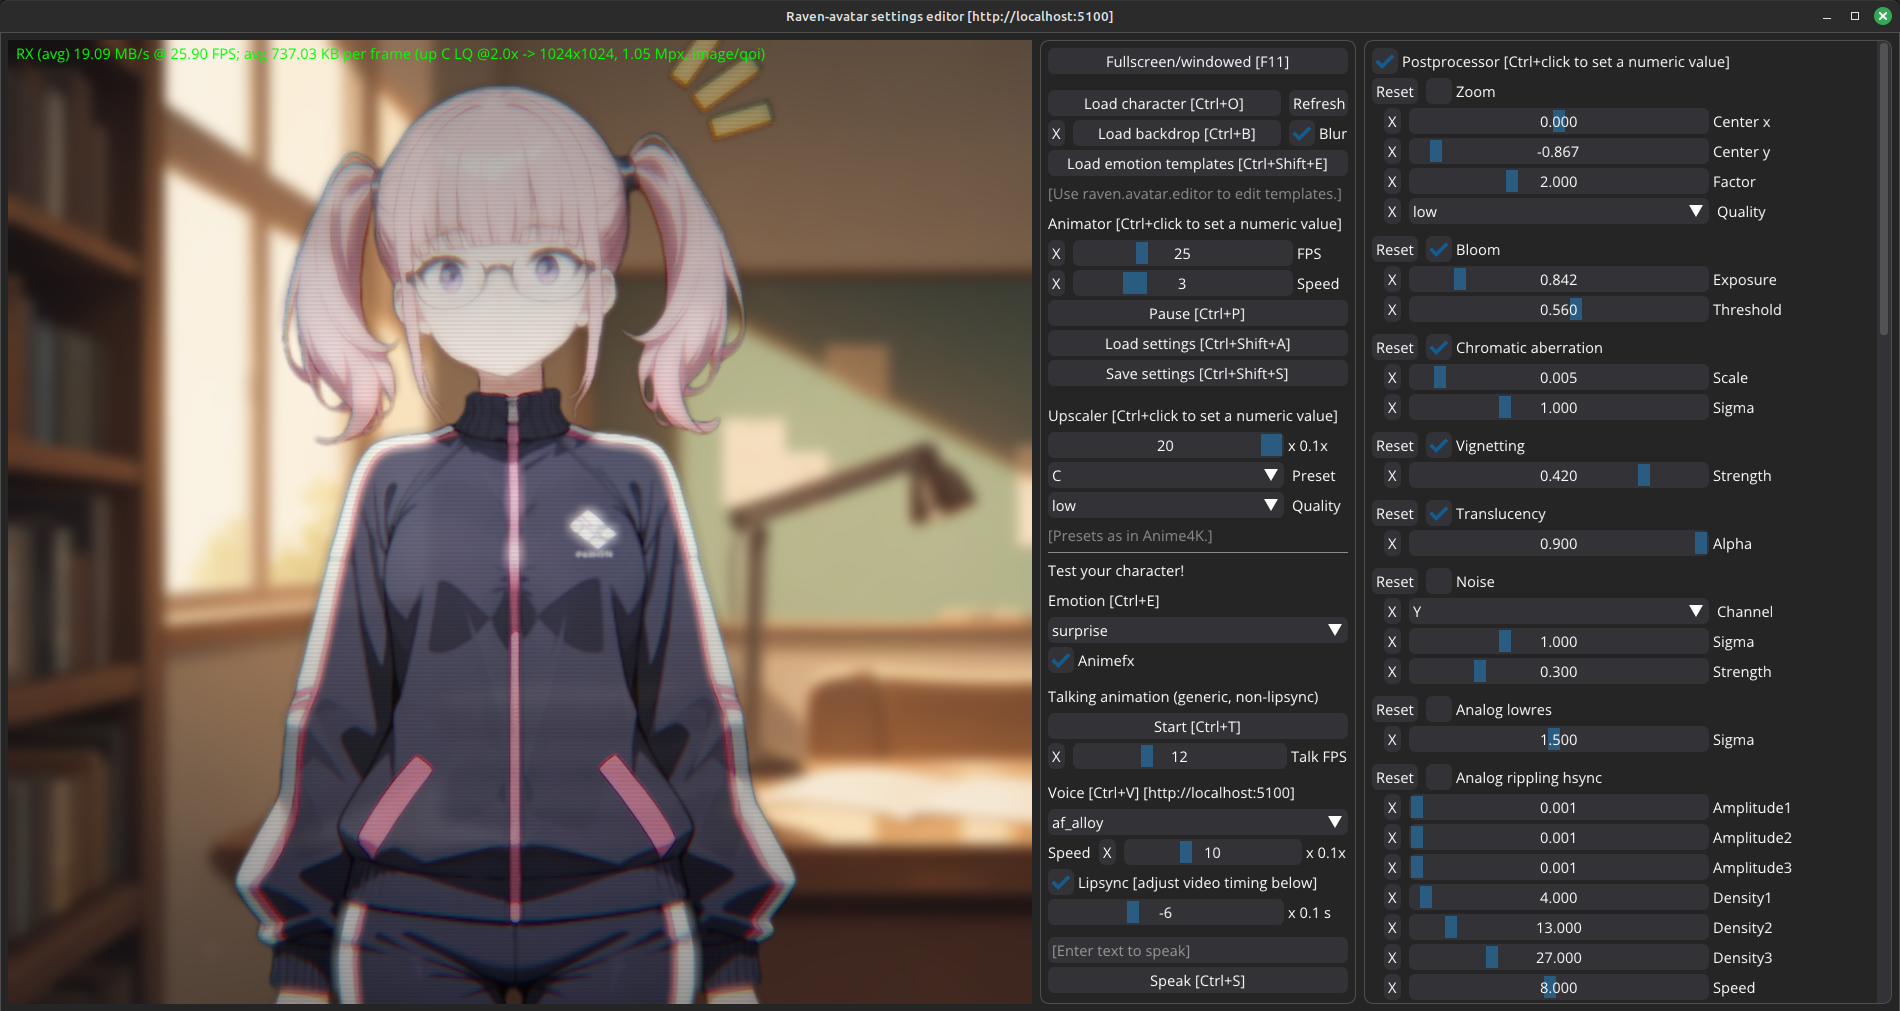 Raven-avatar settings editor [http://localhost:5100]
RX (avg) 19.09 MB/s @ 25.90 FPS; avg 737.03 KB per frame (up C LQ @2.0x -> 1024x1024, 1.05 Mpx, image/qoi)
Fullscreen/windowed [F11]
Load character [Ctrl+O] Refresh
X Load backdrop [Ctrl+B] Blur
Load emotion templates [Ctrl+Shift+E]
[Use raven.avatar.editor to edit templates.]
Animator [Ctrl+click to set a numeric value]
X 25 FPS
X 3 Speed
Pause [Ctrl+P]
Load settings [Ctrl+Shift+A]
Save settings [Ctrl+Shift+S]
Upscaler [Ctrl+click to set a numeric value]
20 x 0.1x
C Preset
low Quality
[Presets as in Anime4K.]
Test your character!
Emotion [Ctrl+E]
surprise
Animefx
Talking animation (generic, non-lipsync)
Start [Ctrl+T]
X 12 Talk FPS
Voice [Ctrl+V] [http://localhost:5100]
af_alloy
Speed X 10 x 0.1x
Lipsync [adjust video timing below]
-6 x 0.1 s
[Enter text to speak]
Speak [Ctrl+S]
Postprocessor [Ctrl+click to set a numeric value]
Reset Zoom
X 0.000 Center x
X -0.867 Center y
X 2.000 Factor
X low Quality
Reset Bloom
X 0.842 Exposure
X 0.560 Threshold
Reset Chromatic aberration
X 0.005 Scale
X 1.000 Sigma
Reset Vignetting
X 0.420 Strength
Reset Translucency
X 0.900 Alpha
Reset Noise
X Y Channel
X 1.000 Sigma
X 0.300 Strength
Reset Analog lowres
X 1.500 Sigma
Reset Analog rippling hsync
X 0.001 Amplitude1
X 0.001 Amplitude2
X 0.001 Amplitude3
X 4.000 Density1
X 13.000 Density2
X 27.000 Density3
X 8.000 Speed